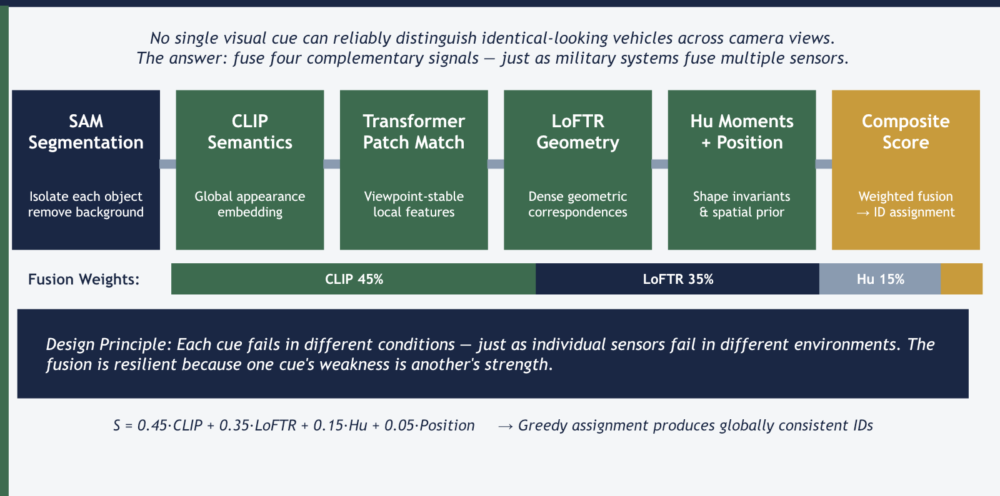 No single visual cue can reliably distinguish identical-looking vehicles across camera views.
The answer: fuse four complementary signals — just as military systems fuse multiple sensors.
SAM
Segmentation
Isolate each object
remove background
CLIP
Semantics
Global appearance
embedding
Transformer
Patch Match
Viewpoint-stable
local features
LoFTR
Geometry
Dense geometric
correspondences
Hu Moments
+ Position
Shape invariants
& spatial prior
Composite
Score
Weighted fusion
→ ID assignment
Fusion Weights:
CLIP 45%
LoFTR 35%
Hu 15%
Design Principle: Each cue fails in different conditions — just as individual sensors fail in different environments. The
fusion is resilient because one cue's weakness is another's strength.
S = 0.45·CLIP + 0.35·LoFTR + 0.15·Hu + 0.05·Position → Greedy assignment produces globally consistent IDs